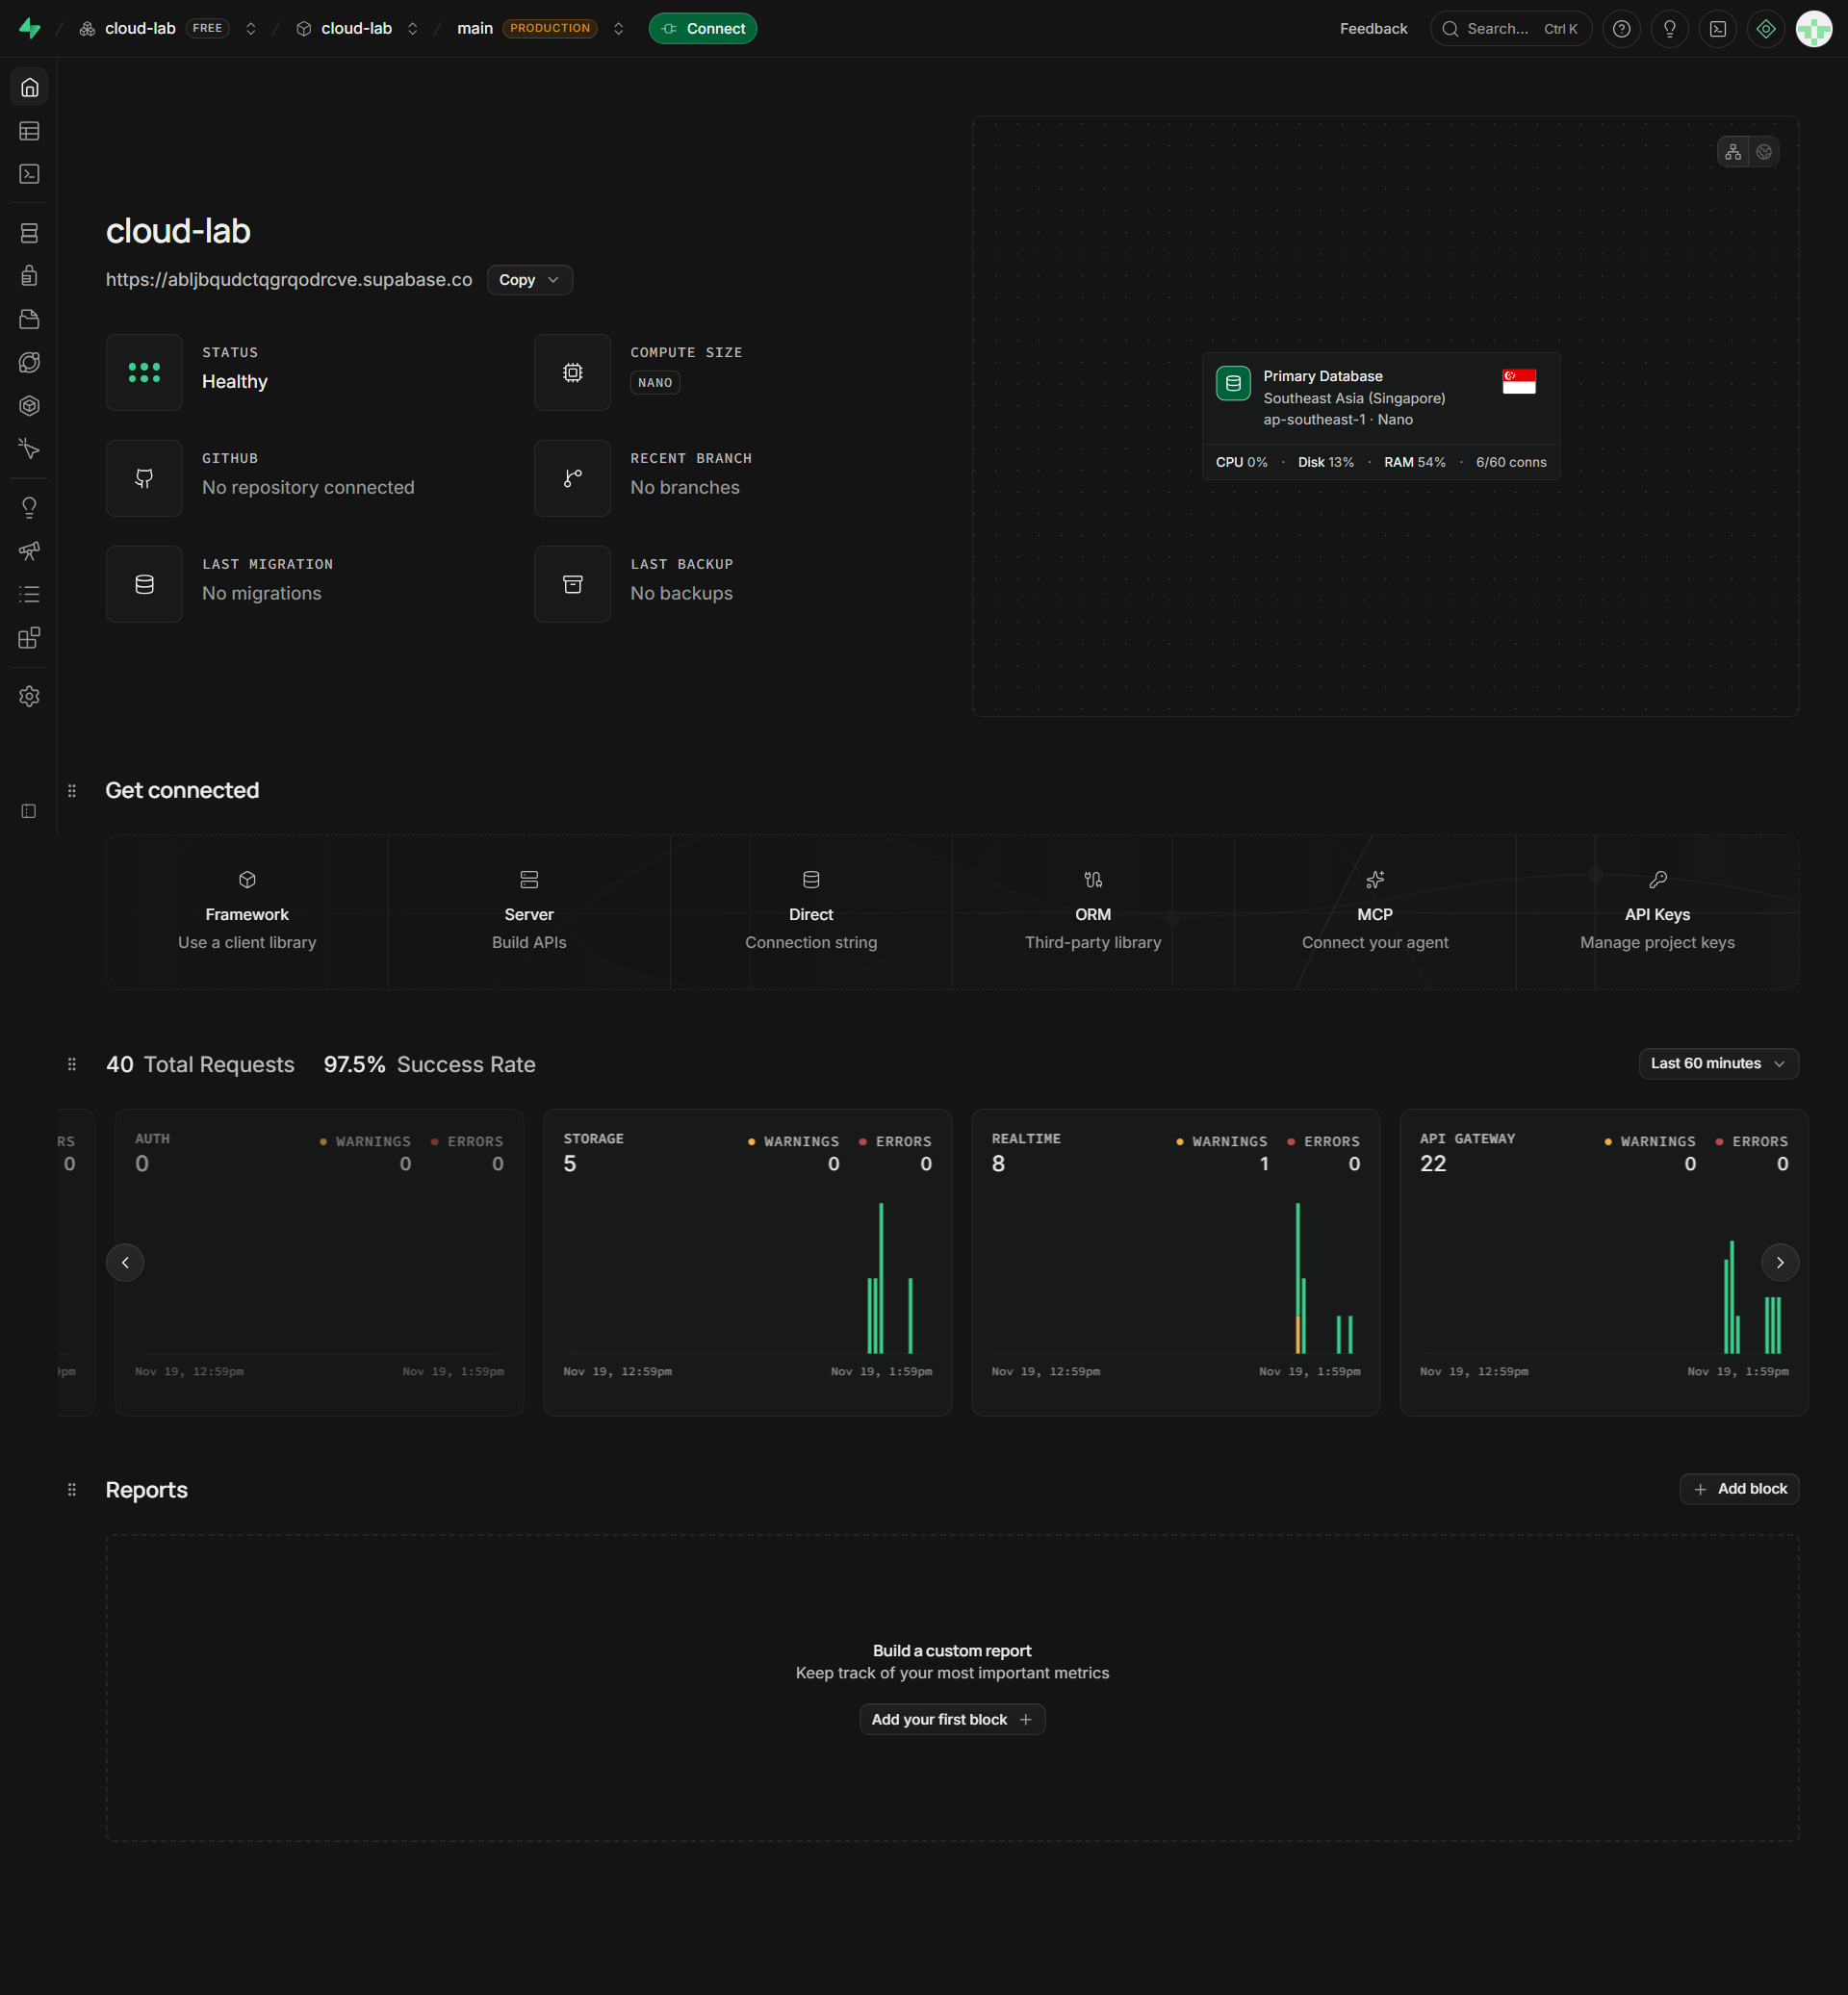 cloud-lab FREE cloud-lab main PRODUCTION Connect Feedback Search... Ctrl K
cloud-lab
https://abljbqudctqgrqodrcve.supabase.co Copy
STATUS
Healthy
COMPUTE SIZE
NANO
GITHUB
No repository connected
RECENT BRANCH
No branches
LAST MIGRATION
No migrations
LAST BACKUP
No backups
Primary Database
Southeast Asia (Singapore)
ap-southeast-1 · Nano
CPU 0% · Disk 13% · RAM 54% · 6/60 conns
Get connected
Framework
Use a client library
Server
Build APIs
Direct
Connection string
ORM
Third-party library
MCP
Connect your agent
API Keys
Manage project keys
40 Total Requests 97.5% Success Rate Last 60 minutes
RS
0
9pm
AUTH WARNINGS ERRORS
0 0 0
Nov 19, 12:59pm Nov 19, 1:59pm
STORAGE WARNINGS ERRORS
5 0 0
Nov 19, 12:59pm Nov 19, 1:59pm
REALTIME WARNINGS ERRORS
8 1 0
Nov 19, 12:59pm Nov 19, 1:59pm
API GATEWAY WARNINGS ERRORS
22 0 0
Nov 19, 12:59pm Nov 19, 1:59pm
Reports Add block
Build a custom report
Keep track of your most important metrics
Add your first block